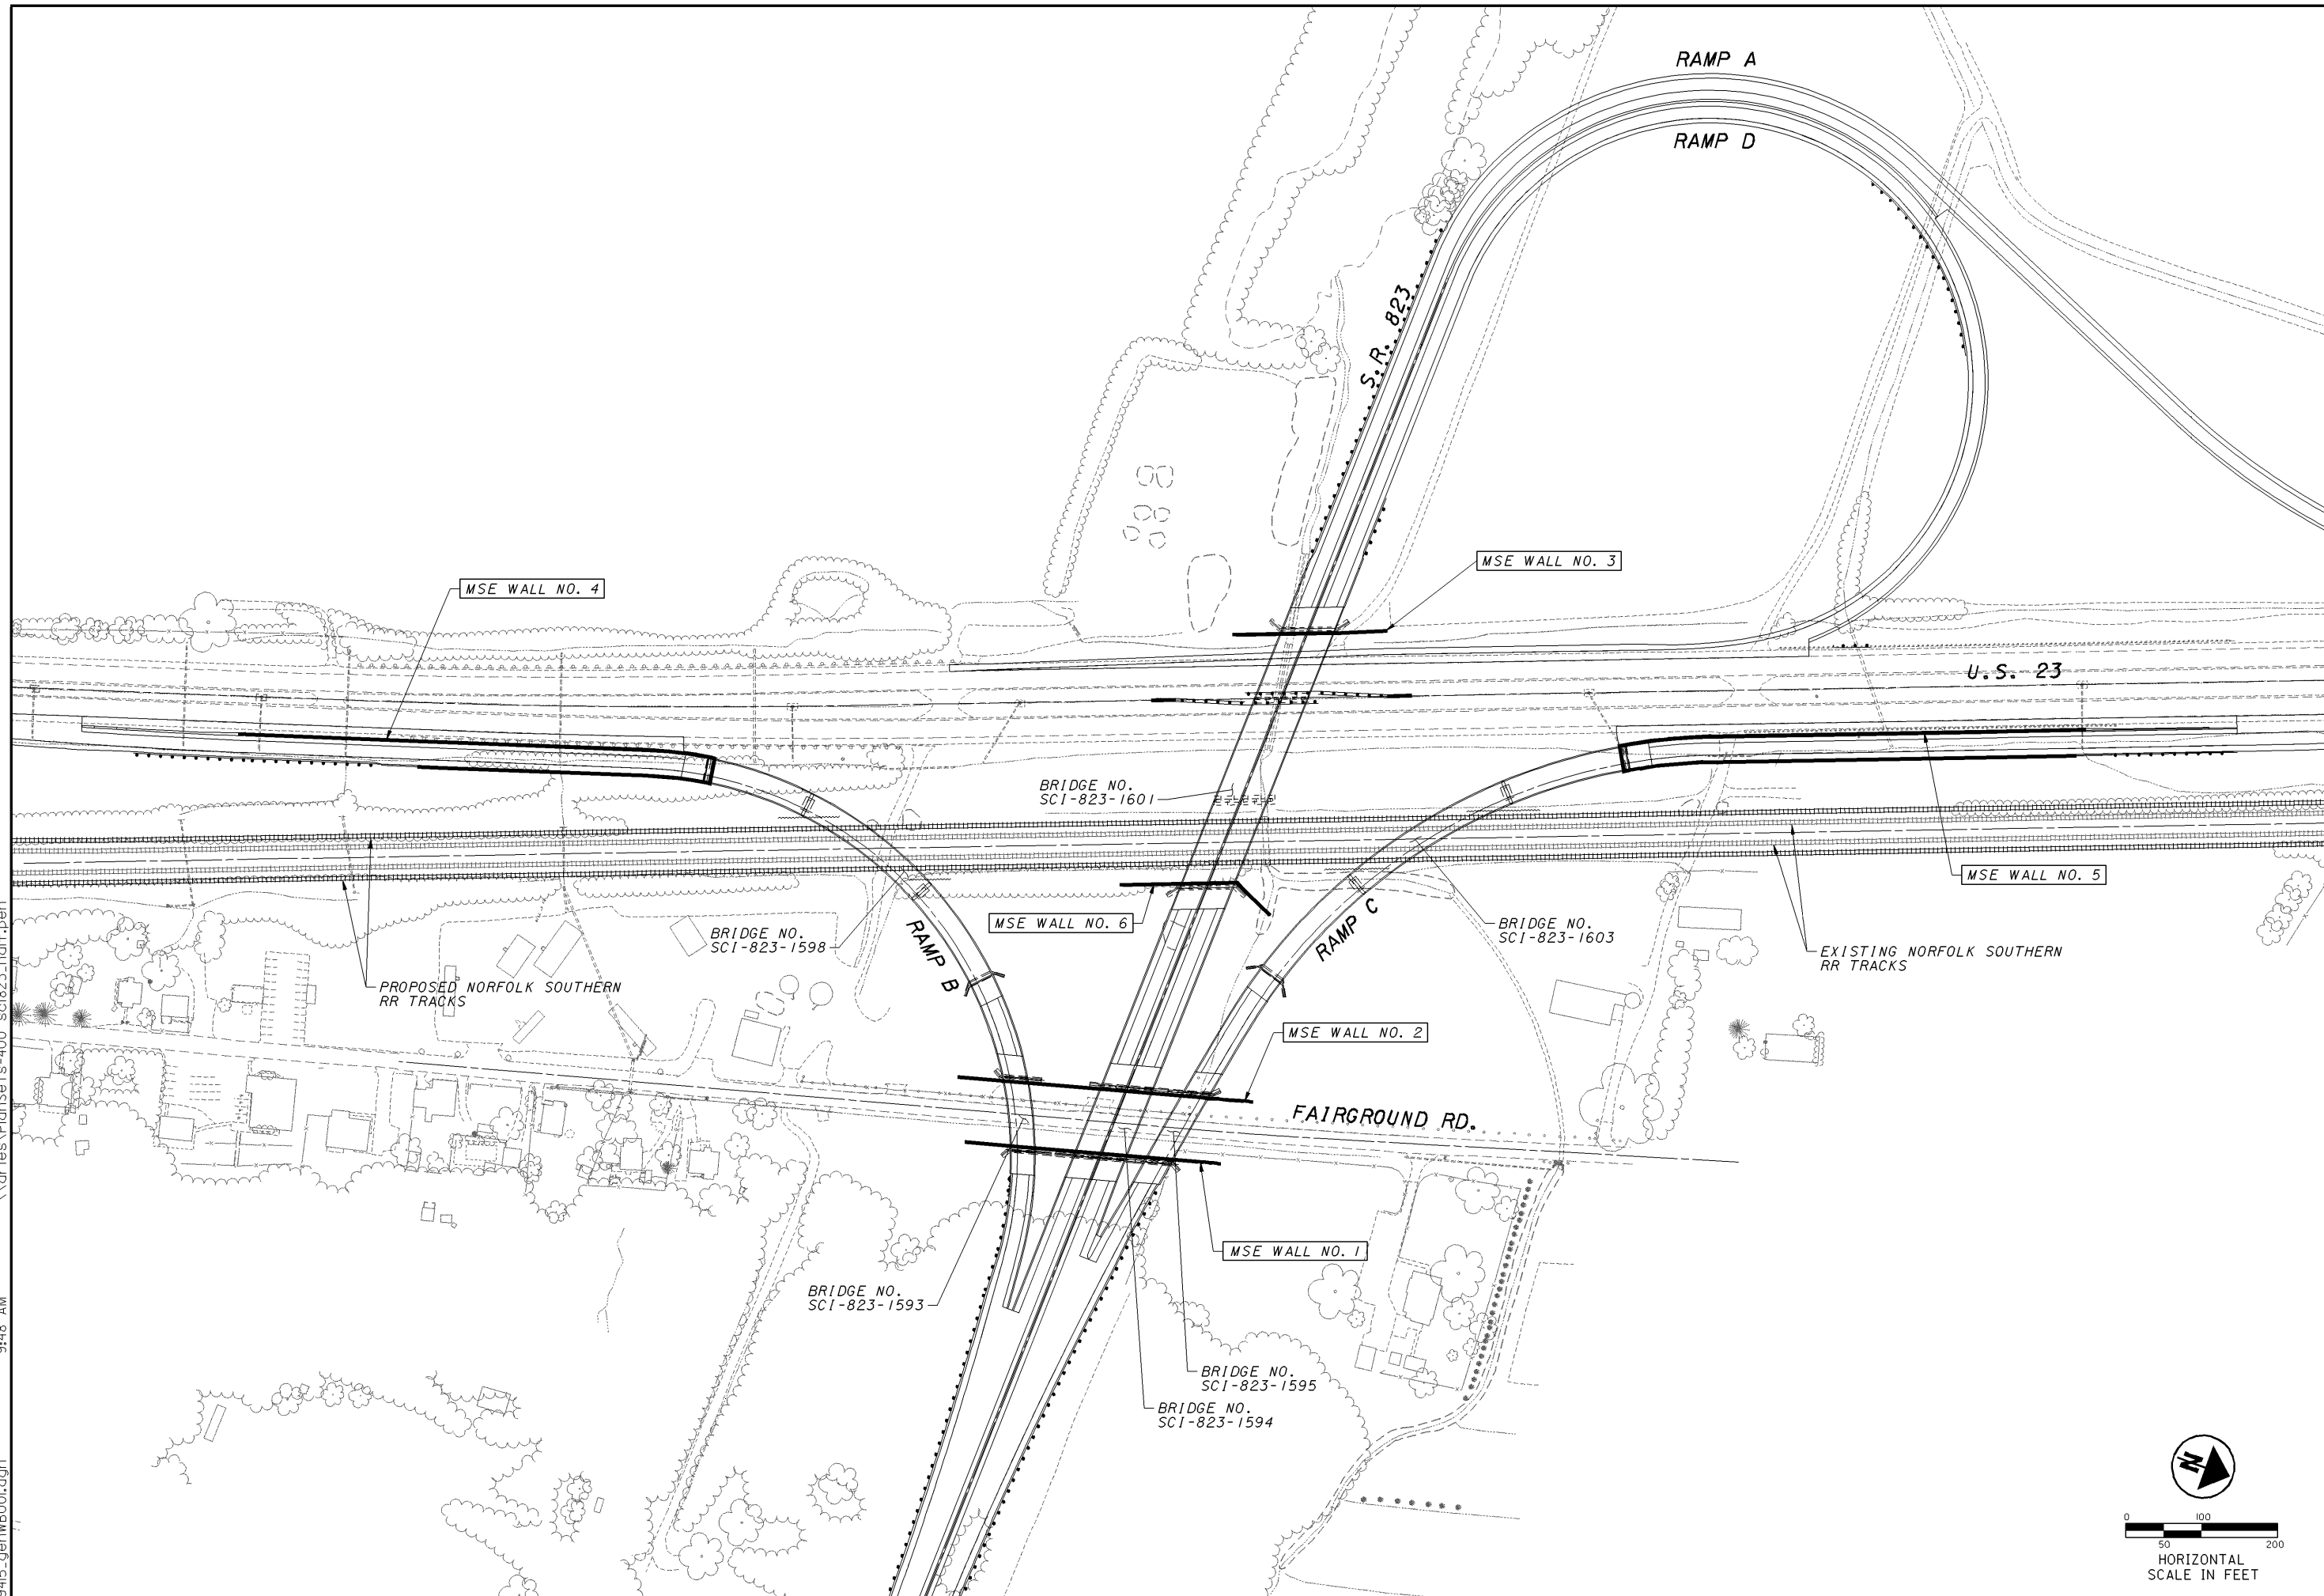 RAMP A
RAMP D
S.R. 823
MSE WALL NO. 3
MSE WALL NO. 4
U.S. 23
BRIDGE NO.
SCI-823-1601
MSE WALL NO. 5
MSE WALL NO. 6
BRIDGE NO.
SCI-823-1598
RAMP B
RAMP C
BRIDGE NO.
SCI-823-1603
EXISTING NORFOLK SOUTHERN
RR TRACKS
PROPOSED NORFOLK SOUTHERN
RR TRACKS
MSE WALL NO. 2
FAIRGROUND RD.
MSE WALL NO. 1
BRIDGE NO.
SCI-823-1593
BRIDGE NO.
SCI-823-1595
BRIDGE NO.
SCI-823-1594
9:48 AM
N
0 100
50 200
HORIZONTAL
SCALE IN FEET